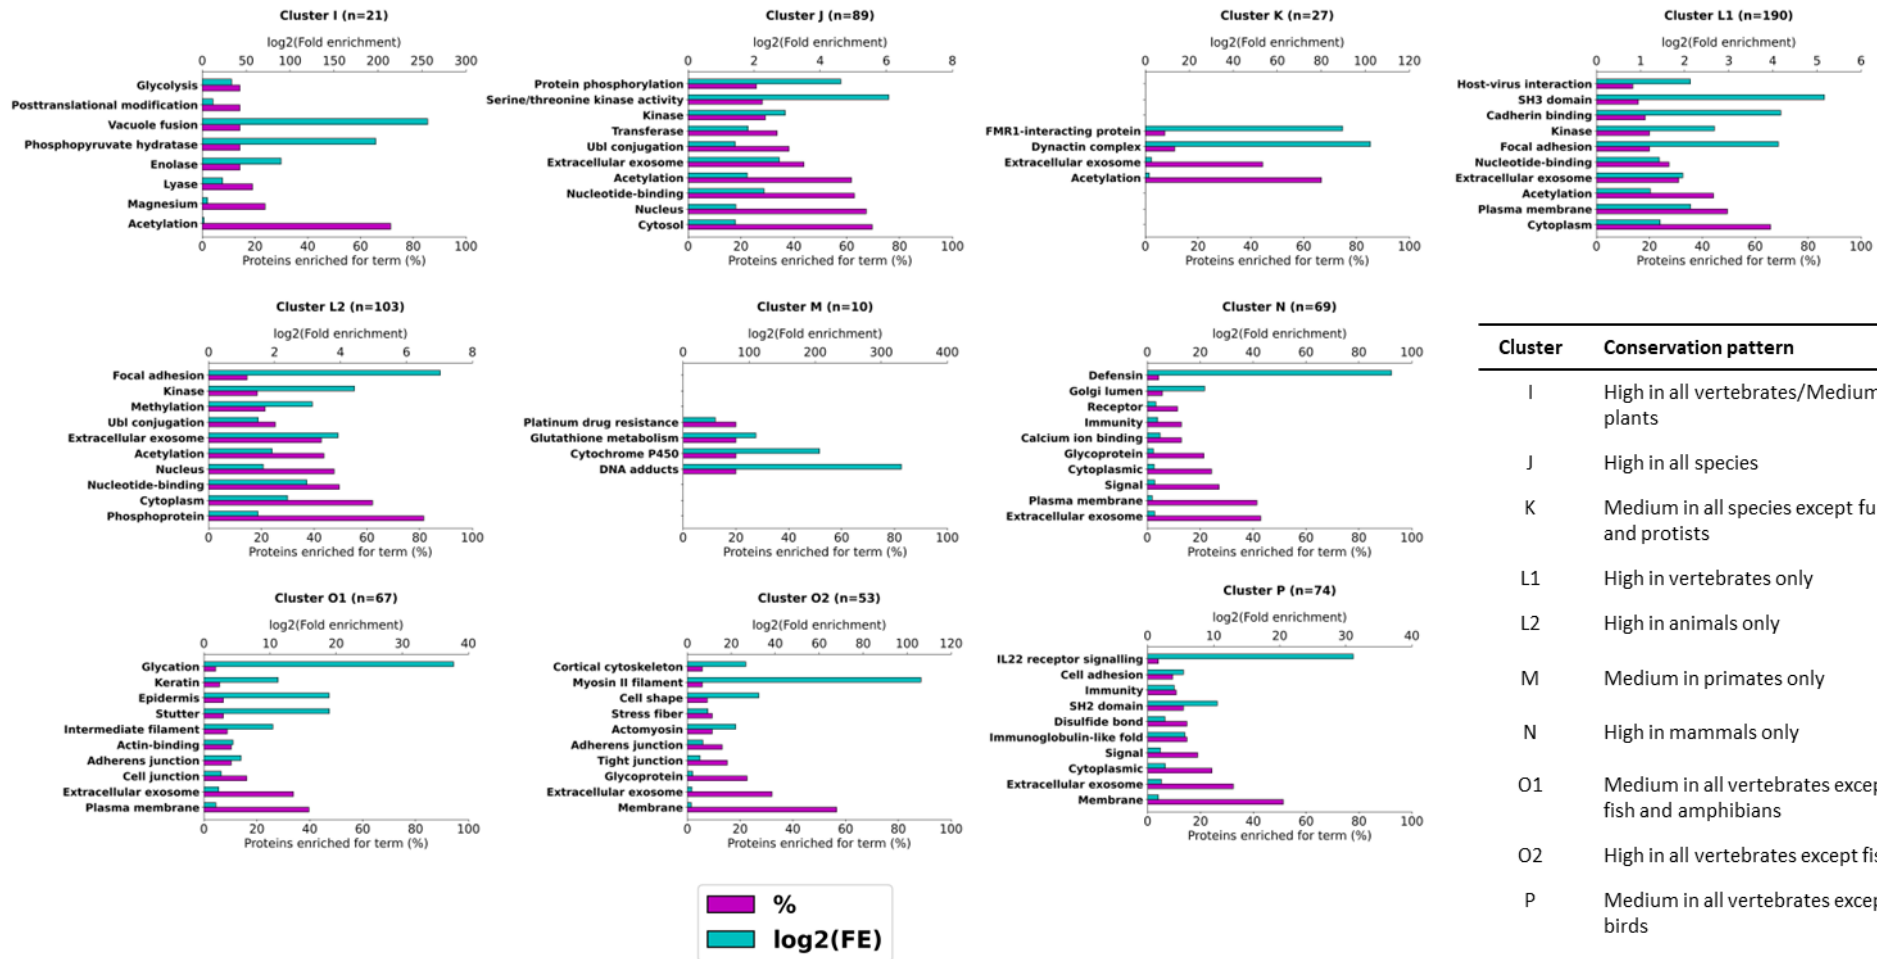 Cluster I (n=21)
log2(Fold enrichment)
0 50 100 150 200 250 300
Glycolysis
Posttranslational modification
Vacuole fusion
Phosphopyruvate hydratase
Enolase
Lyase
Magnesium
Acetylation
0 20 40 60 80 100
Proteins enriched for term (%)
Cluster J (n=89)
log2(Fold enrichment)
0 2 4 6 8
Protein phosphorylation
Serine/threonine kinase activity
Kinase
Transferase
Ubl conjugation
Extracellular exosome
Acetylation
Nucleotide-binding
Nucleus
Cytosol
0 20 40 60 80 100
Proteins enriched for term (%)
Cluster K (n=27)
log2(Fold enrichment)
0 20 40 60 80 100 120
FMR1-interacting protein
Dynactin complex
Extracellular exosome
Acetylation
0 20 40 60 80 100
Proteins enriched for term (%)
Cluster L1 (n=190)
log2(Fold enrichment)
0 1 2 3 4 5 6
Host-virus interaction
SH3 domain
Cadherin binding
Kinase
Focal adhesion
Nucleotide-binding
Extracellular exosome
Acetylation
Plasma membrane
Cytoplasm
0 20 40 60 80 100
Proteins enriched for term (%)
Cluster L2 (n=103)
log2(Fold enrichment)
0 2 4 6 8
Focal adhesion
Kinase
Methylation
Ubl conjugation
Extracellular exosome
Acetylation
Nucleus
Nucleotide-binding
Cytoplasm
Phosphoprotein
0 20 40 60 80 100
Proteins enriched for term (%)
Cluster M (n=10)
log2(Fold enrichment)
0 100 200 300 400
Platinum drug resistance
Glutathione metabolism
Cytochrome P450
DNA adducts
0 20 40 60 80 100
Proteins enriched for term (%)
Cluster N (n=69)
log2(Fold enrichment)
0 20 40 60 80 100
Defensin
Golgi lumen
Receptor
Immunity
Calcium ion binding
Glycoprotein
Cytoplasmic
Signal
Plasma membrane
Extracellular exosome
0 20 40 60 80 100
Proteins enriched for term (%)
Cluster O1 (n=67)
log2(Fold enrichment)
0 10 20 30 40
Glycation
Keratin
Epidermis
Stutter
Intermediate filament
Actin-binding
Adherens junction
Cell junction
Extracellular exosome
Plasma membrane
0 20 40 60 80 100
Proteins enriched for term (%)
Cluster O2 (n=53)
log2(Fold enrichment)
0 20 40 60 80 100 120
Cortical cytoskeleton
Myosin II filament
Cell shape
Stress fiber
Actomyosin
Adherens junction
Tight junction
Glycoprotein
Extracellular exosome
Membrane
0 20 40 60 80 100
Proteins enriched for term (%)
Cluster P (n=74)
log2(Fold enrichment)
0 10 20 30 40
IL22 receptor signalling
Cell adhesion
Immunity
SH2 domain
Disulfide bond
Immunoglobulin-like fold
Signal
Cytoplasmic
Extracellular exosome
Membrane
0 20 40 60 80 100
Proteins enriched for term (%)
%
log2(FE)
Cluster Conservation pattern
I High in all vertebrates/Medium
plants
J High in all species
K Medium in all species except fu
and protists
L1 High in vertebrates only
L2 High in animals only
M Medium in primates only
N High in mammals only
O1 Medium in all vertebrates excep
fish and amphibians
O2 High in all vertebrates except fis
P Medium in all vertebrates excep
birds